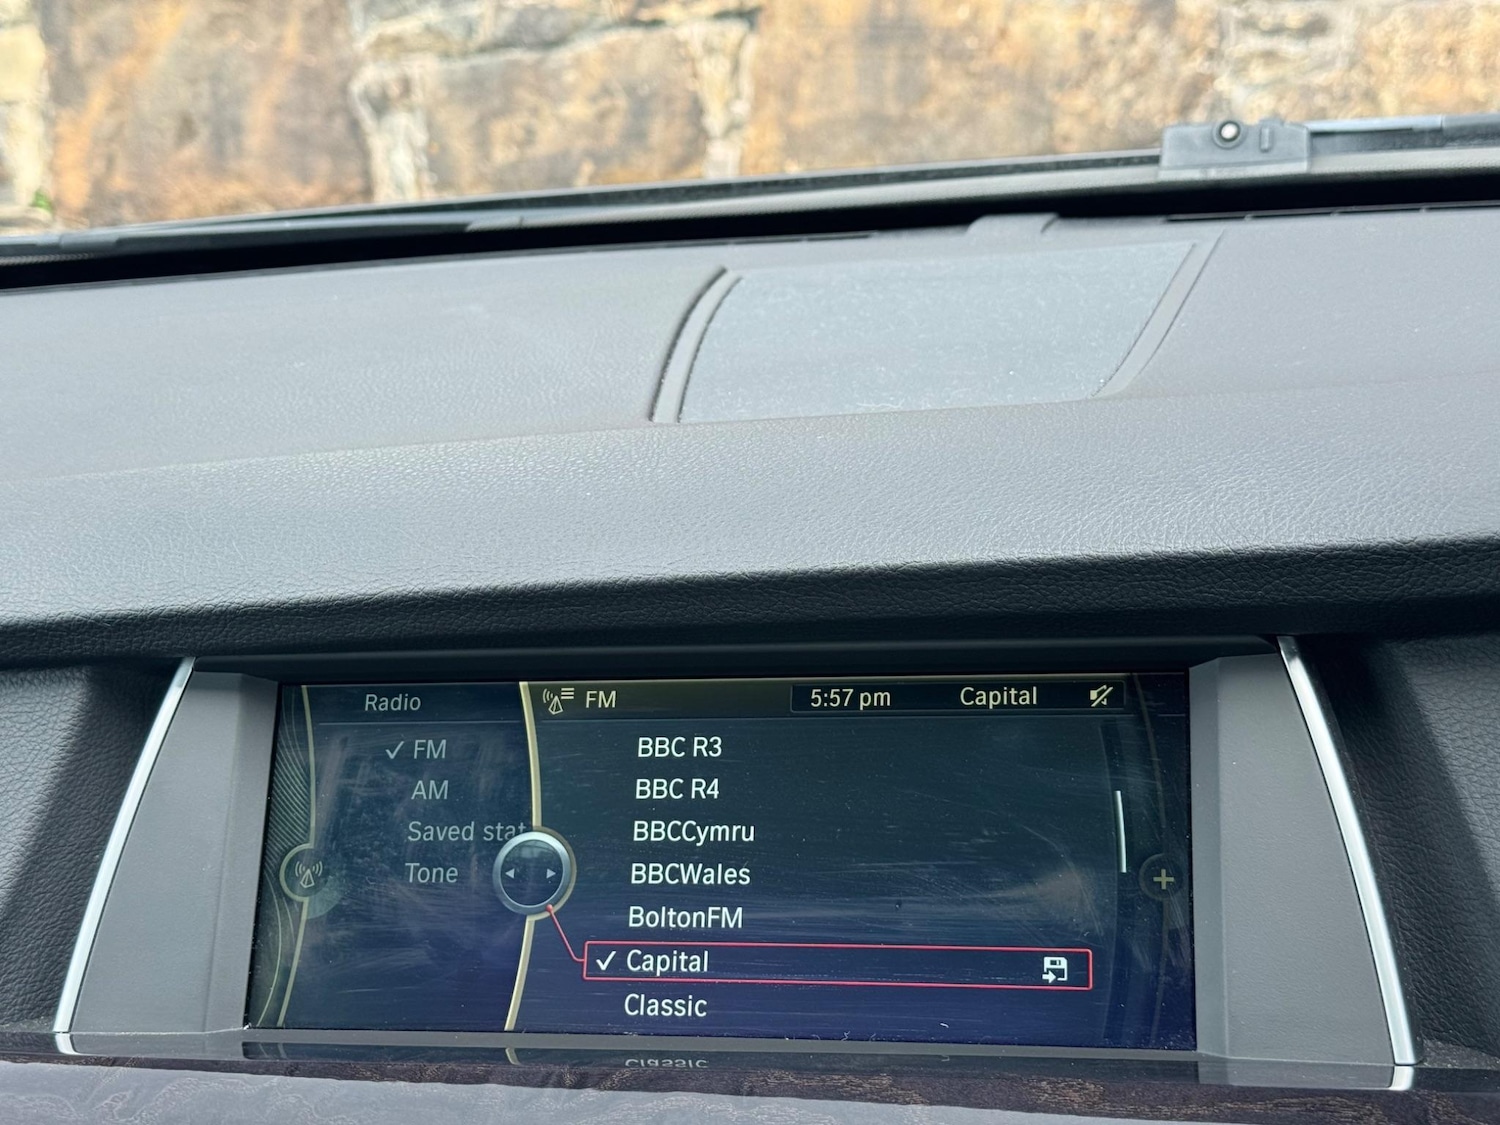 Radio
FM
AM
Saved stat
Tone
FM
5:57 pm Capital
BBC R3
BBC R4
BBCCymru
BBCWales
BoltonFM
Capital
Classic